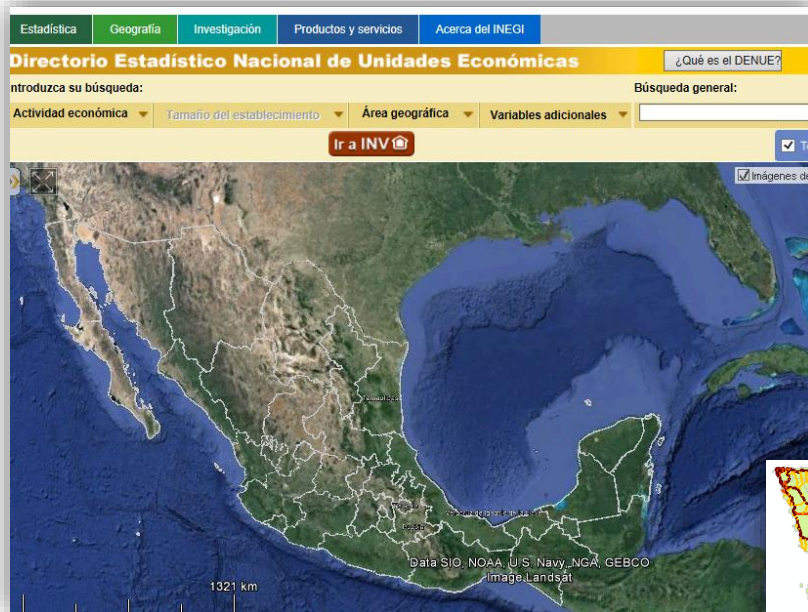 Estadística Geografía Investigación Productos y servicios Acerca del INEGI
Directorio Estadístico Nacional de Unidades Económicas ¿Qué es el DENUE?
ntroduzca su búsqueda: Búsqueda general:
Actividad económica Tamaño del establecimiento Área geográfica Variables adicionales
Ir a INV
Imágenes de
Data SIO, NOAA, U.S. Navy, NGA, GEBCO
Image Landsat
1321 km